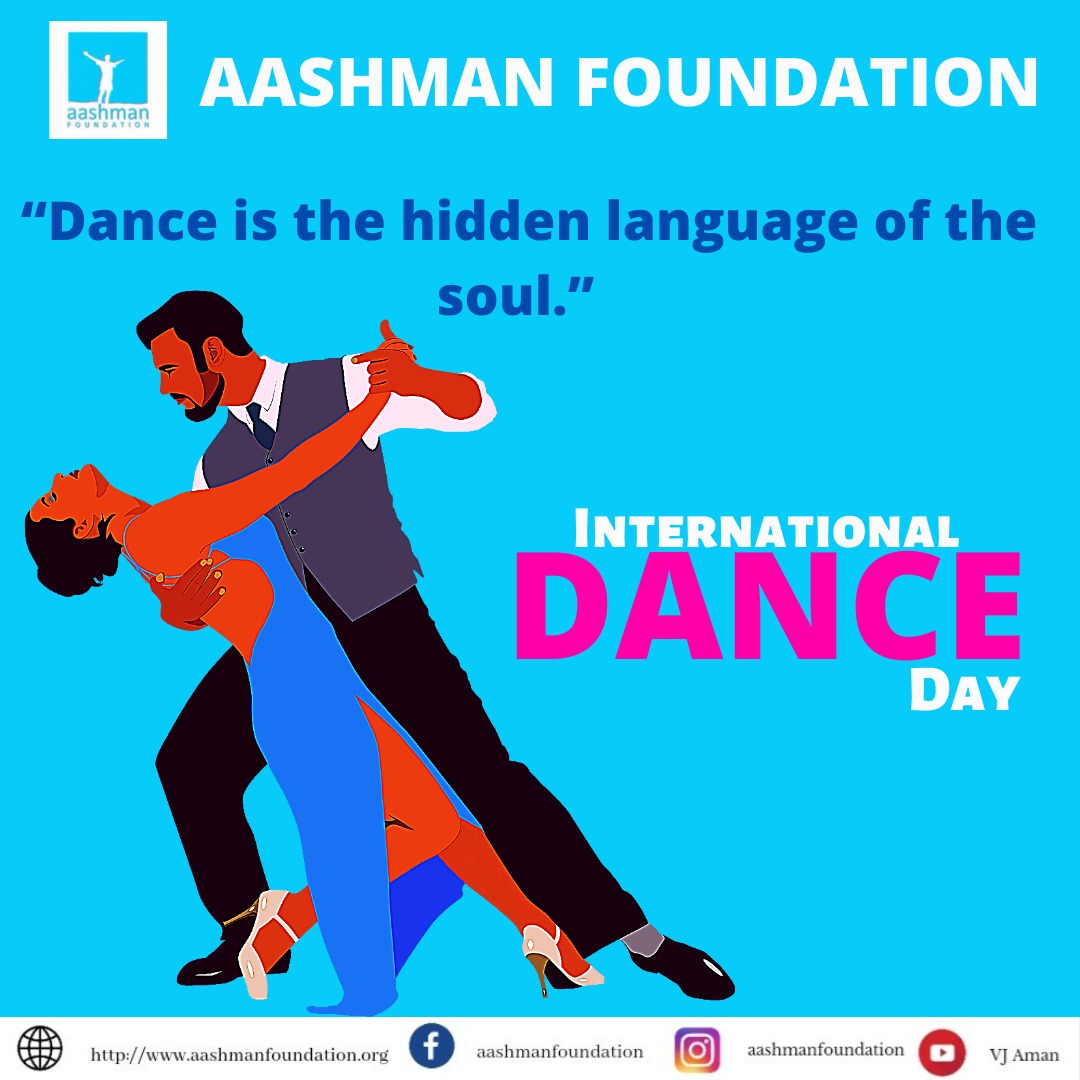 aashman
FOUNDATION
AASHMAN FOUNDATION
“Dance is the hidden language of the
soul.”
INTERNATIONAL
DANCE
DAY
http://www.aashmanfoundation.org
aashmanfoundation
aashmanfoundation
VJ Aman